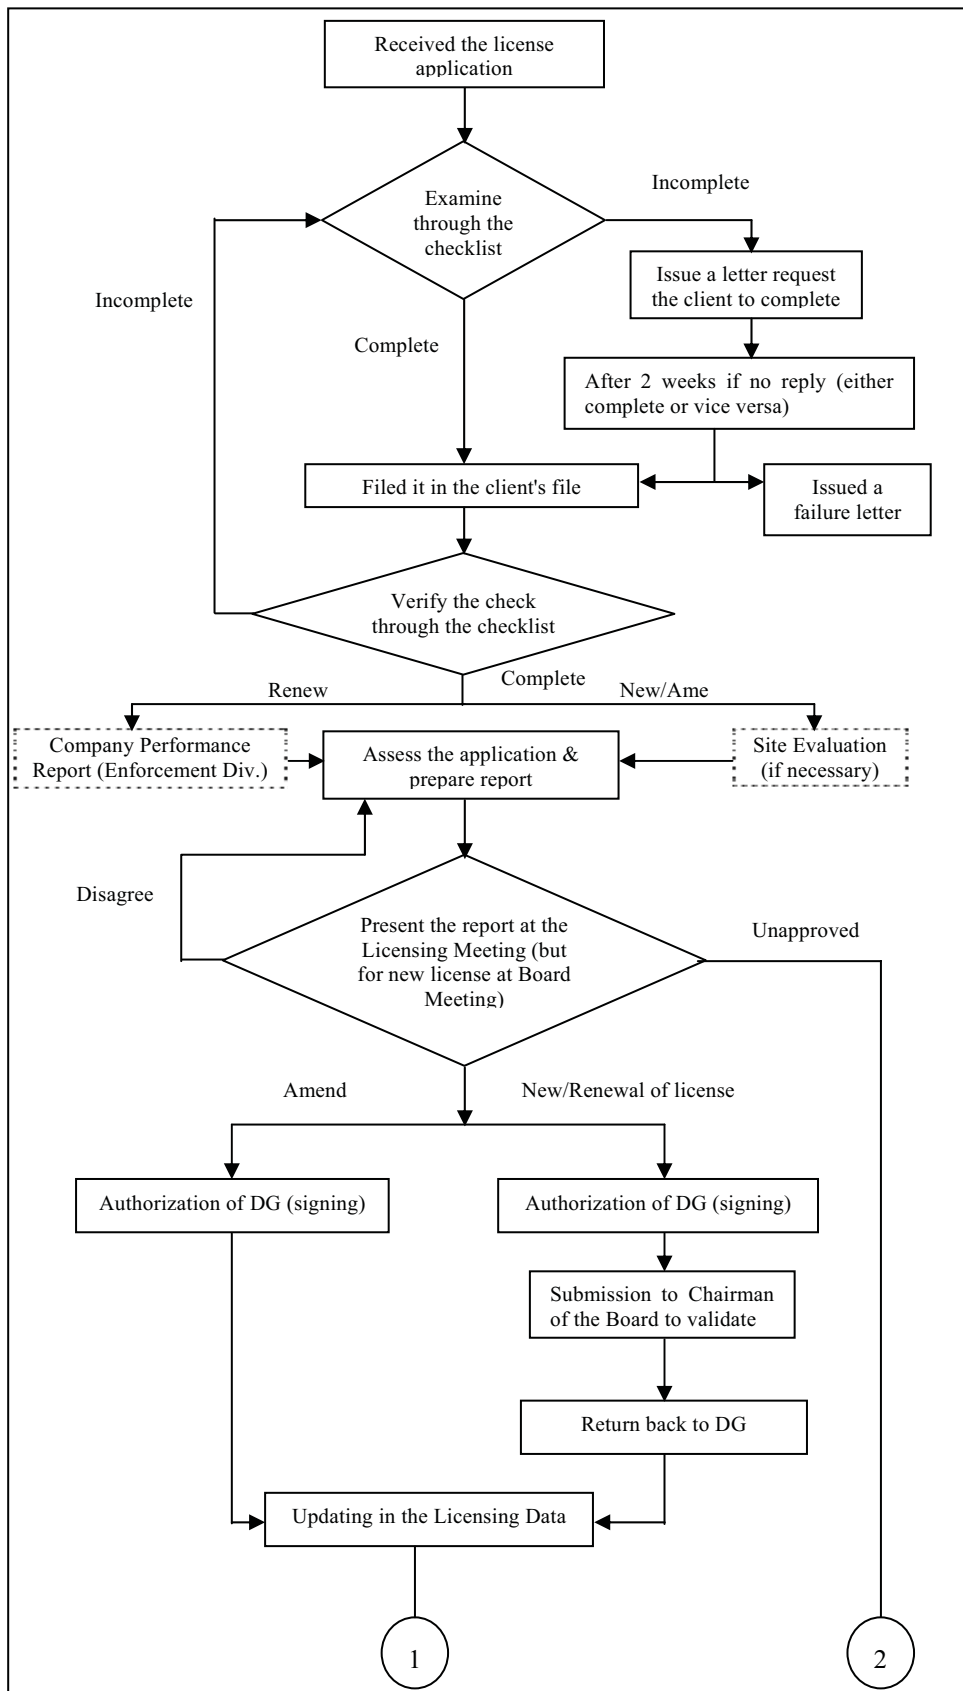 Received the license
application
Examine
through the
checklist
Incomplete
Issue a letter request
the client to complete
Incomplete
Complete
After 2 weeks if no reply (either
complete or vice versa)
Filed it in the client's file
Issued a
failure letter
Verify the check
through the checklist
Complete
Renew
New/Ame
Company Performance
Report (Enforcement Div.)
Assess the application &
prepare report
Site Evaluation
(if necessary)
Disagree
Present the report at the
Licensing Meeting (but
for new license at Board
Meeting)
Unapproved
Amend
New/Renewal of license
Authorization of DG (signing)
Authorization of DG (signing)
Submission to Chairman
of the Board to validate
Return back to DG
Updating in the Licensing Data
1
2